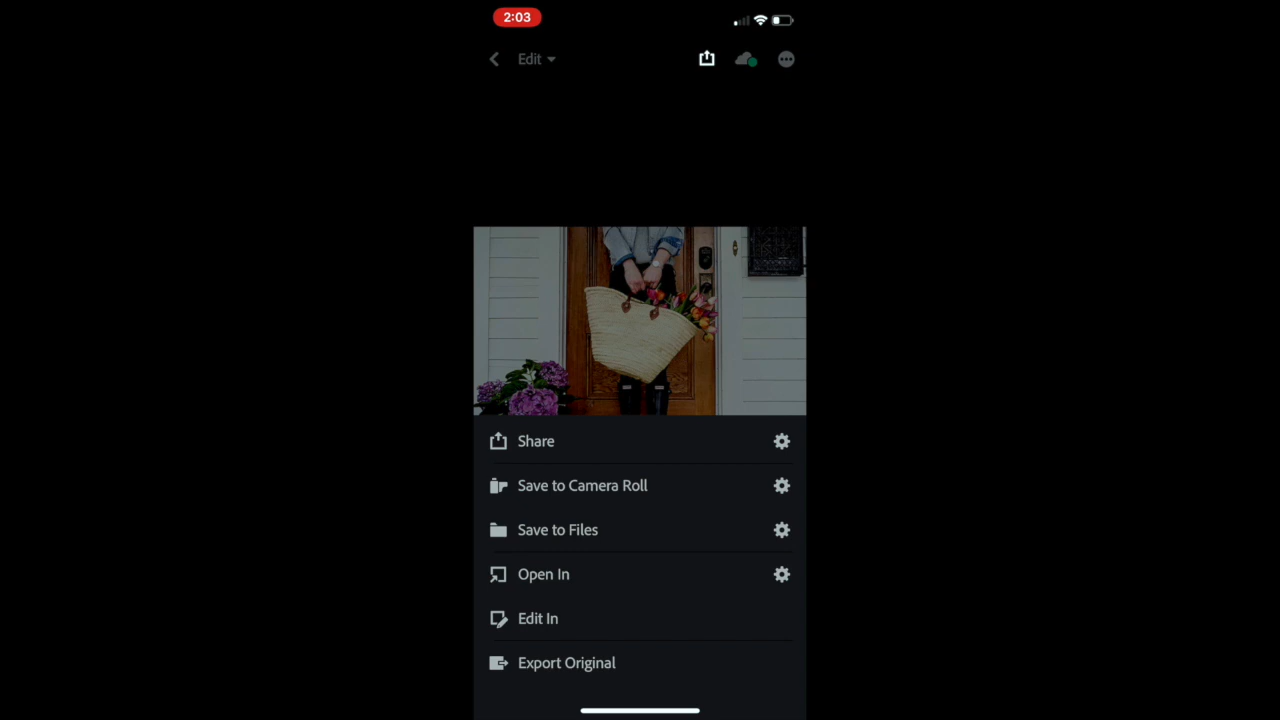 2:03
Edit
Share
Save to Camera Roll
Save to Files
Open In
Edit In
Export Original